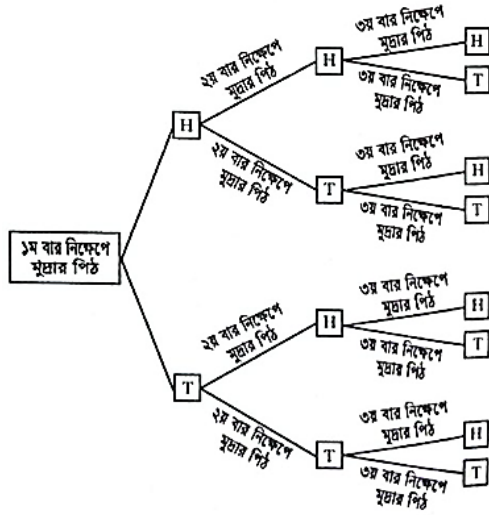 ১ম বার নিক্ষেপে
মুদ্রার পিঠ
H
T
২য় বার নিক্ষেপে
মুদ্রার পিঠ
২য় বার নিক্ষেপে
মুদ্রার পিঠ
২য় বার নিক্ষেপে
মুদ্রার পিঠ
২য় বার নিক্ষেপে
মুদ্রার পিঠ
H
T
H
T
৩য় বার নিক্ষেপে
মুদ্রার পিঠ
H
৩য় বার নিক্ষেপে
মুদ্রার পিঠ
T
৩য় বার নিক্ষেপে
মুদ্রার পিঠ
H
৩য় বার নিক্ষেপে
মুদ্রার পিঠ
T
৩য় বার নিক্ষেপে
মুদ্রার পিঠ
H
৩য় বার নিক্ষেপে
মুদ্রার পিঠ
T
৩য় বার নিক্ষেপে
মুদ্রার পিঠ
H
৩য় বার নিক্ষেপে
মুদ্রার পিঠ
T